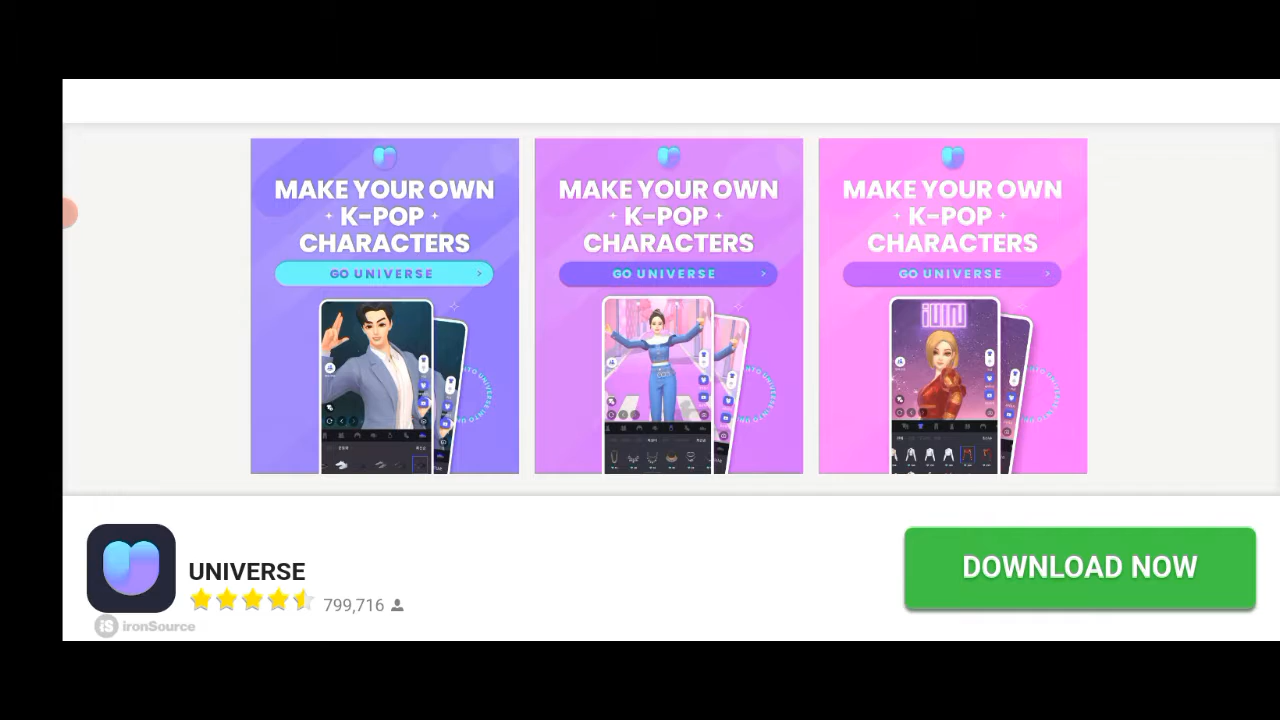 MAKE YOUR OWN
K-POP
CHARACTERS
GO UNIVERSE >
MAKE YOUR OWN
K-POP
CHARACTERS
GO UNIVERSE >
MAKE YOUR OWN
K-POP
CHARACTERS
GO UNIVERSE >
UNIVERSE
799,716
iS ironSource
DOWNLOAD NOW